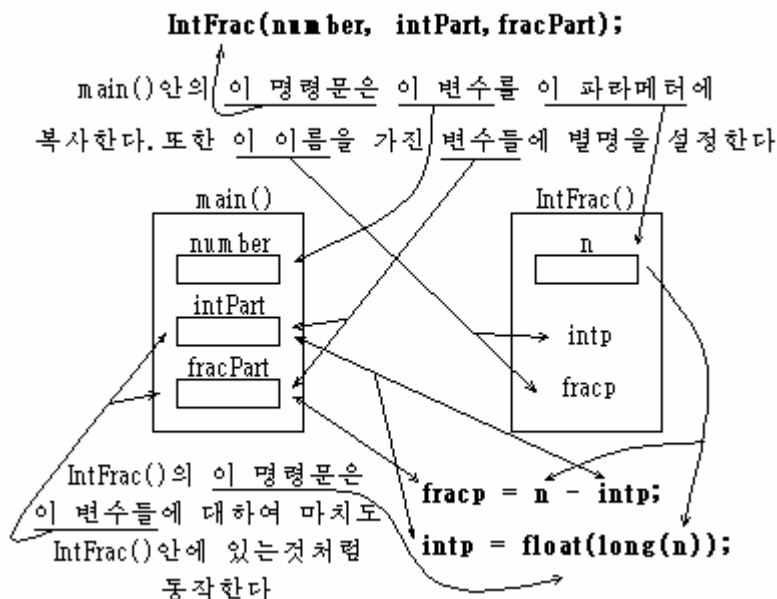 IntFrac(number, intPart,fracPart);
main()안의 이 명령문은 이 변수를 이 파라메터에
복사한다.또한 이 이름을 가진 변수들에 별명을 설정한다
main()
IntFrac()
number
n
intPart
intp
fracPart
fracp
IntFrac()의 이 명령문은
이 변수들에 대하여 마치도
IntFrac()안에 있는것처럼
동작한다
fracp = n - intp;
intp = float(long(n));